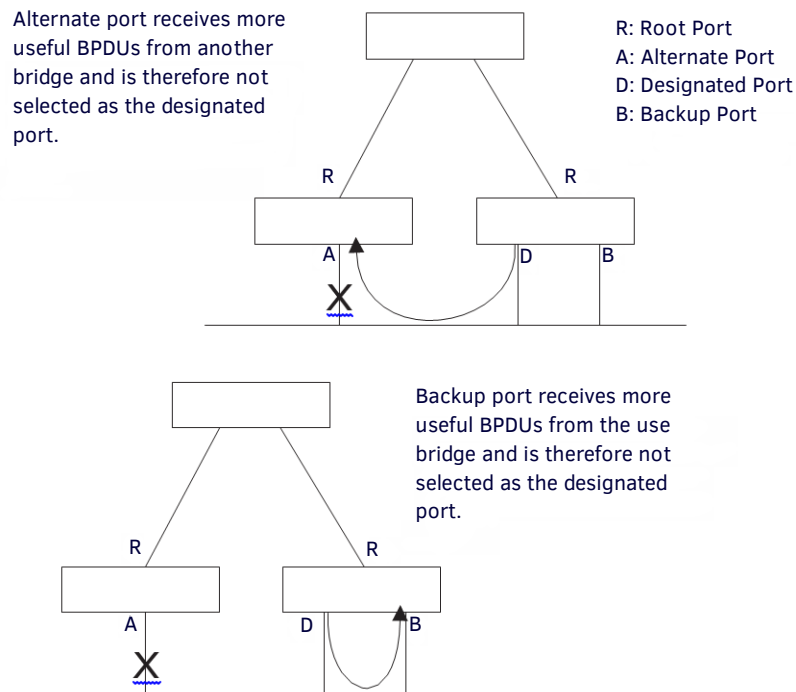 Alternate port receives more
useful BPDUs from another
bridge and is therefore not
selected as the designated
port.
R: Root Port
A: Alternate Port
D: Designated Port
B: Backup Port
R
R
A
D
B
X
Backup port receives more
useful BPDUs from the use
bridge and is therefore not
selected as the designated
port.
R
R
A
D
B
X